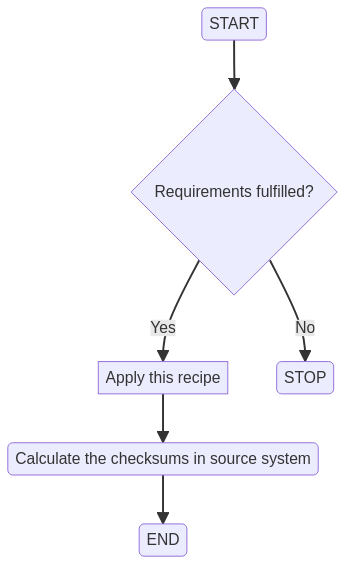 START
Requirements fulfilled?
Yes
No
Apply this recipe
STOP
Calculate the checksums in source system
END